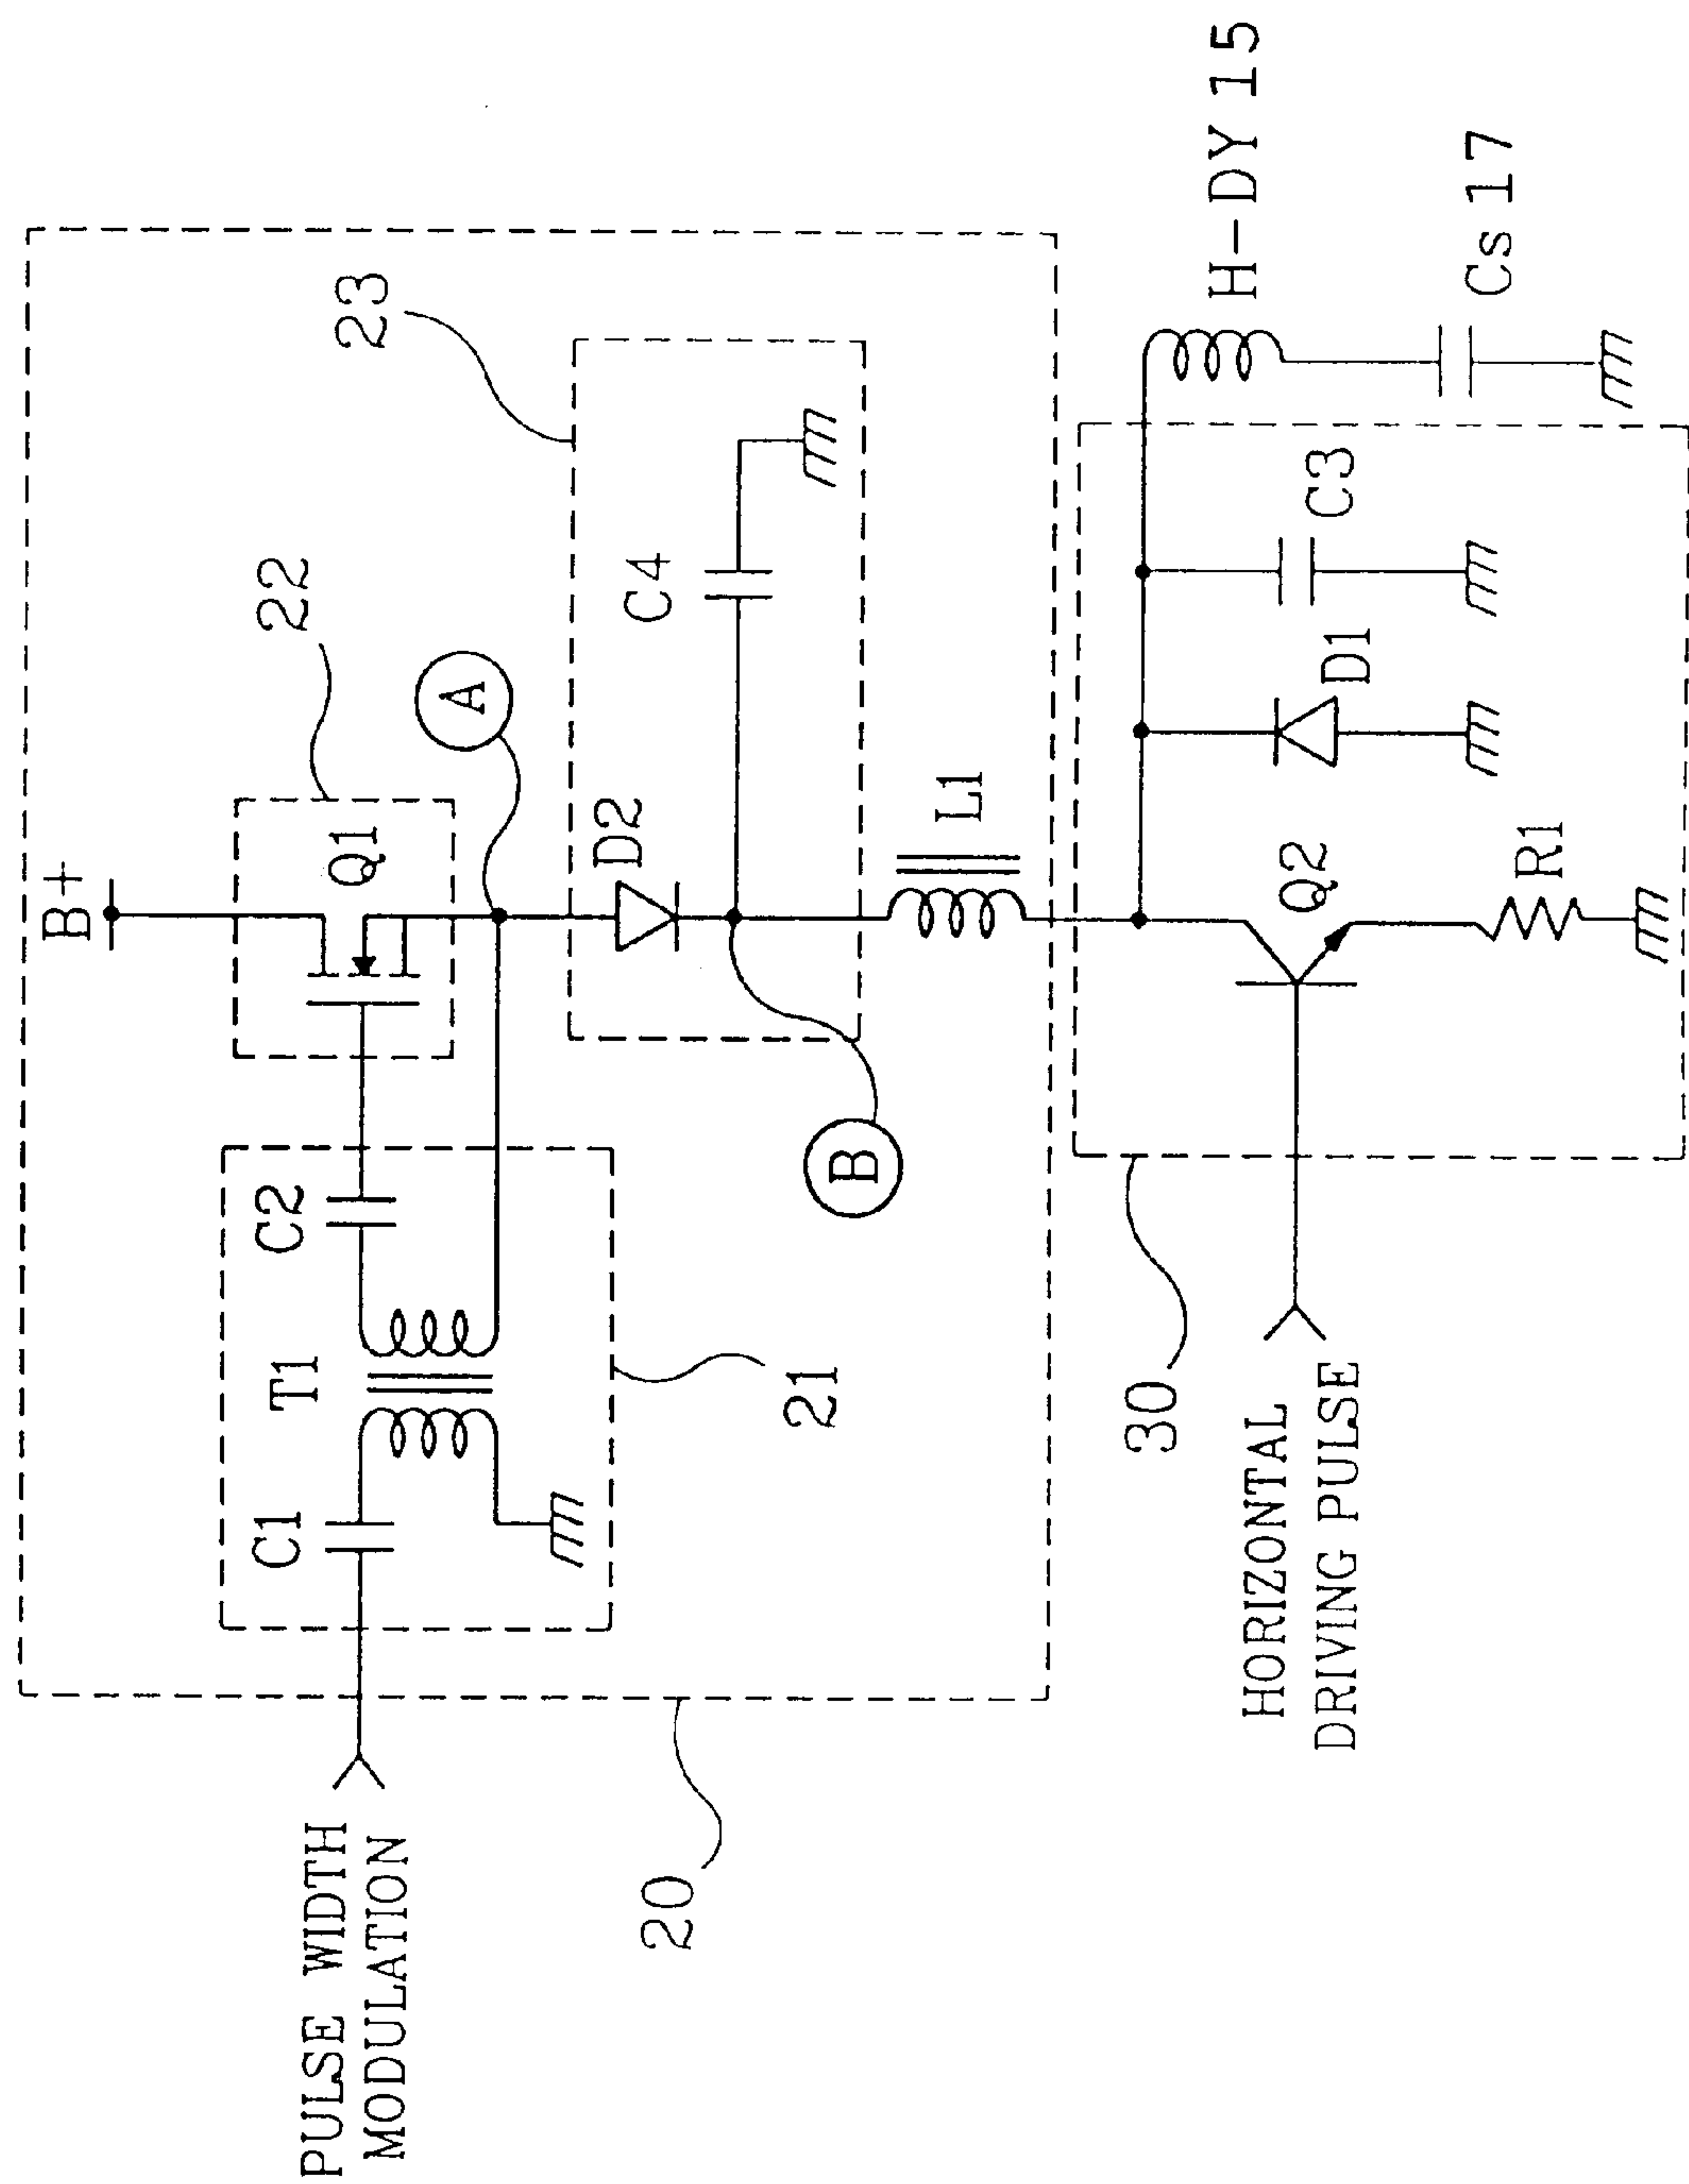 B+
Q1
22
A
23
D2
C4
B
L1
C1
T1
C2
21
20
PULSE WIDTH
MODULATION
H-DY 15
Cs 17
C3
D1
Q2
R1
30
HORIZONTAL
DRIVING PULSE